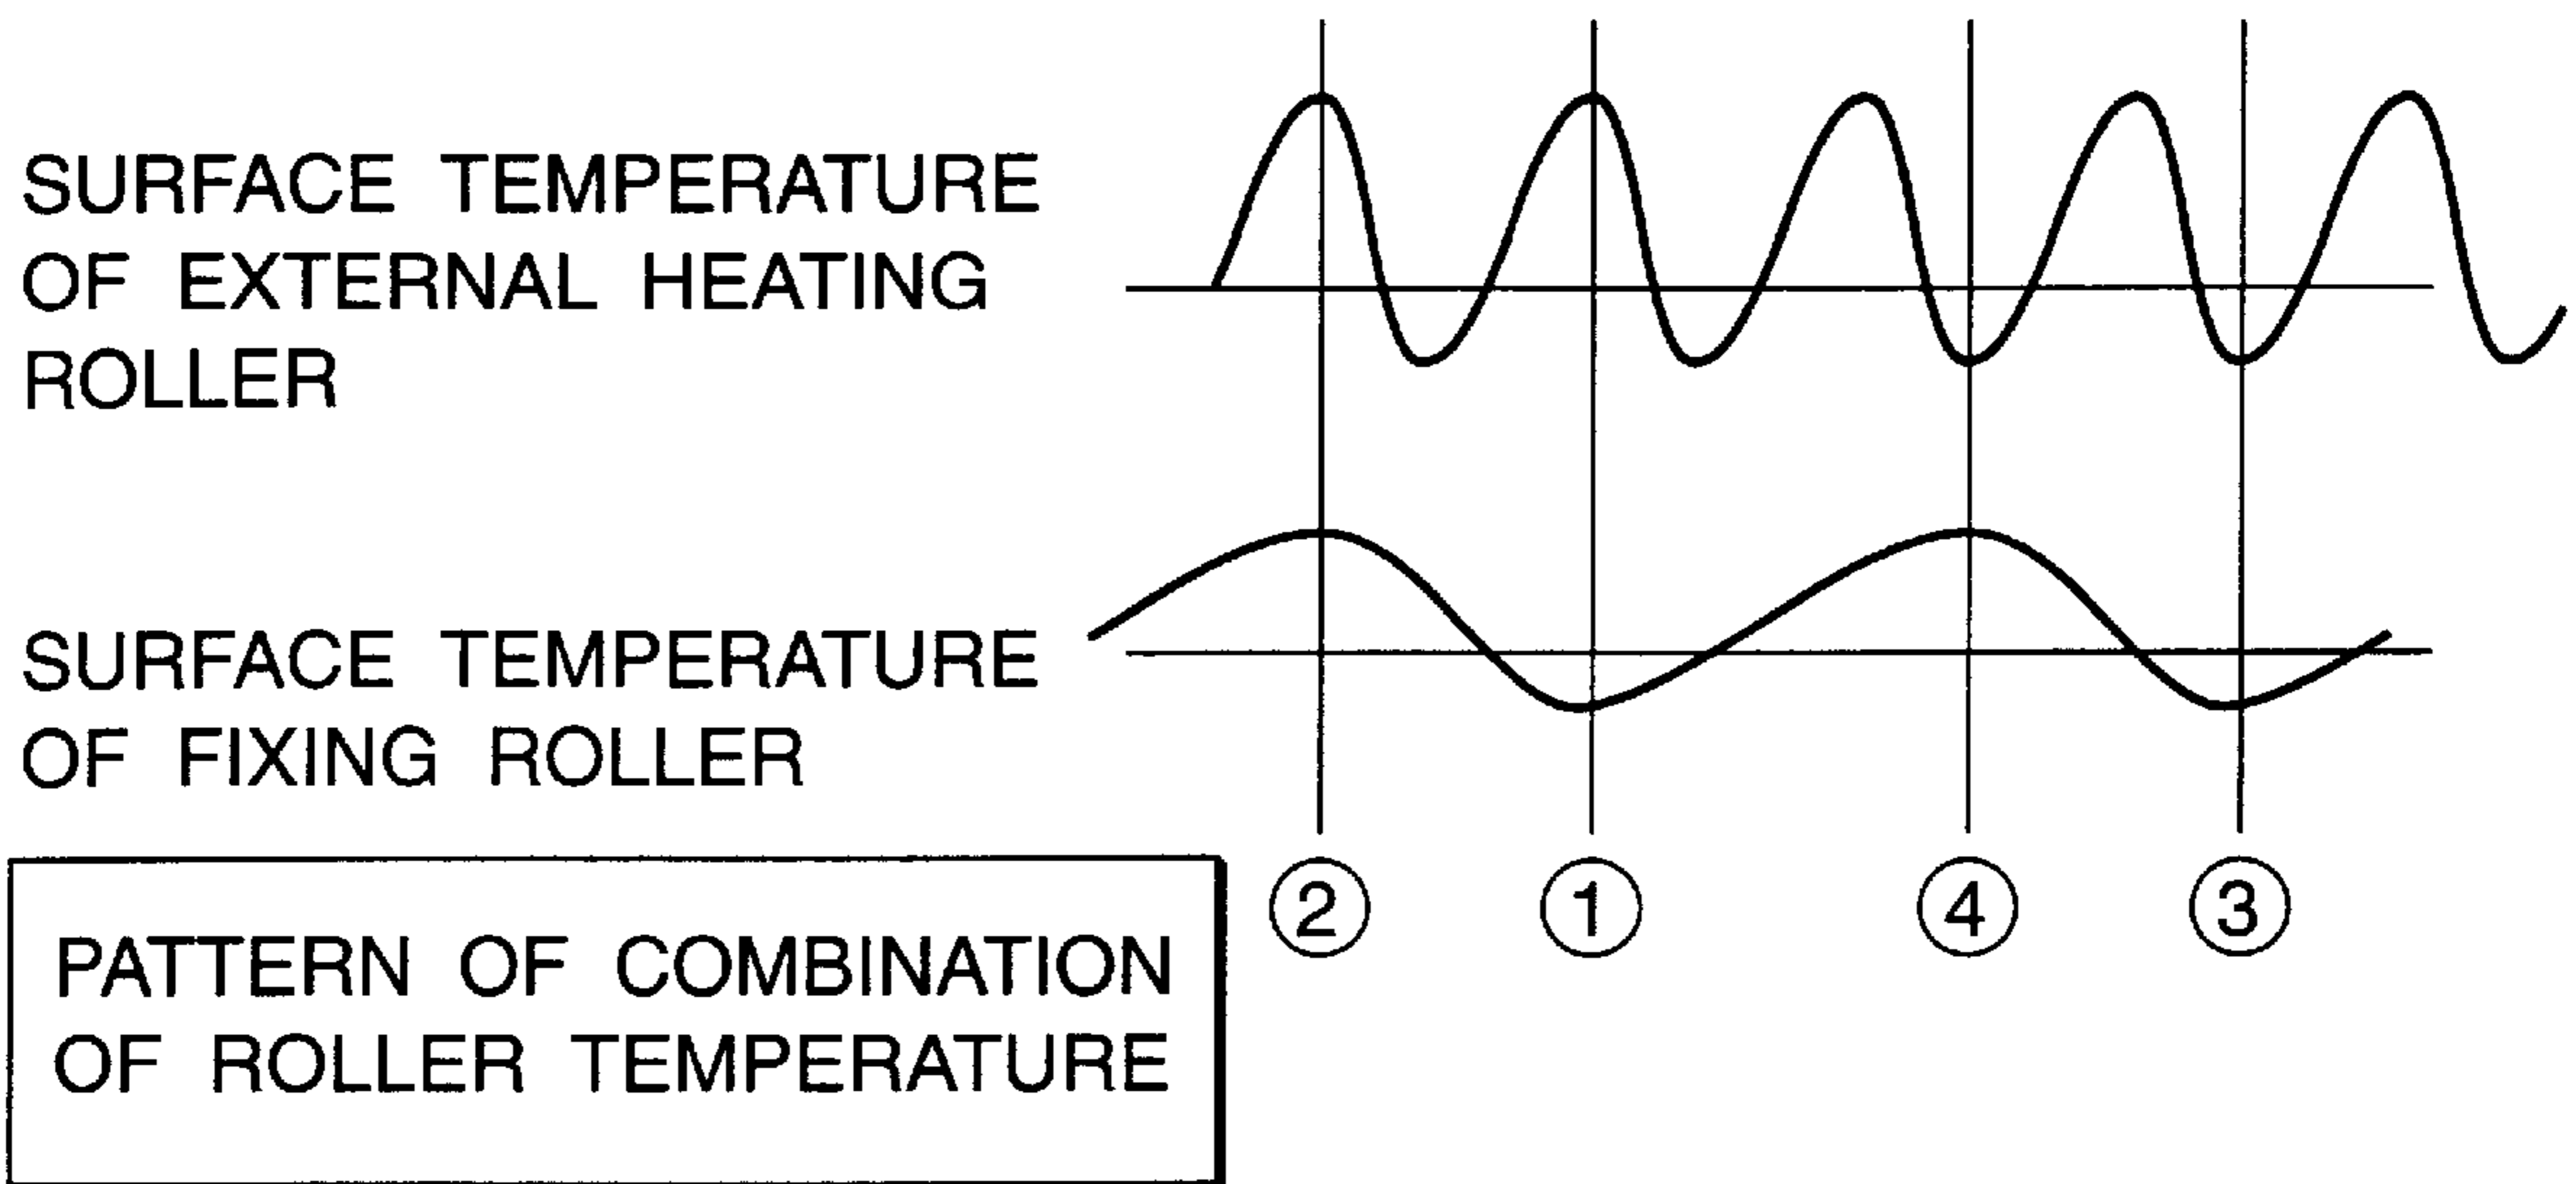 SURFACE TEMPERATURE
OF EXTERNAL HEATING
ROLLER
SURFACE TEMPERATURE
OF FIXING ROLLER
② ① ④ ③
PATTERN OF COMBINATION
OF ROLLER TEMPERATURE